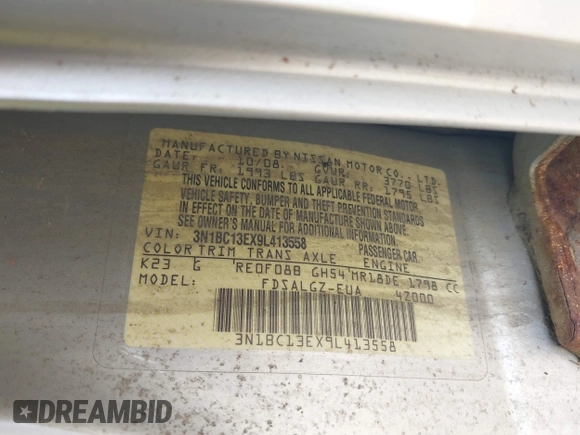 MANUFACTURED BY NISSAN MOTOR CO., LTD.
DATE: 10/08 GVWR: 3770 LBS
GAWR FR: 1993 LBS GAWR RR: 1795 LBS
THIS VEHICLE CONFORMS TO ALL APPLICABLE FEDERAL MOTOR
VEHICLE SAFETY, BUMPER AND THEFT PREVENTION STANDARDS
IN EFFECT ON THE DATE OF MANUFACTURE SHOWN ABOVE.
SEE OWNER'S MANUAL FOR ADDITIONAL INFORMATION.
VIN: 3N1BC13EX9L413558 PASSENGER CAR
COLOR TRIM TRANS AXLE ENGINE
K23 G RE0F08B GH54 MR18DE 1798 CC
MODEL: FDSALGZ-EUA 4Z000
3N1BC13EX9L413558
DREAMBID